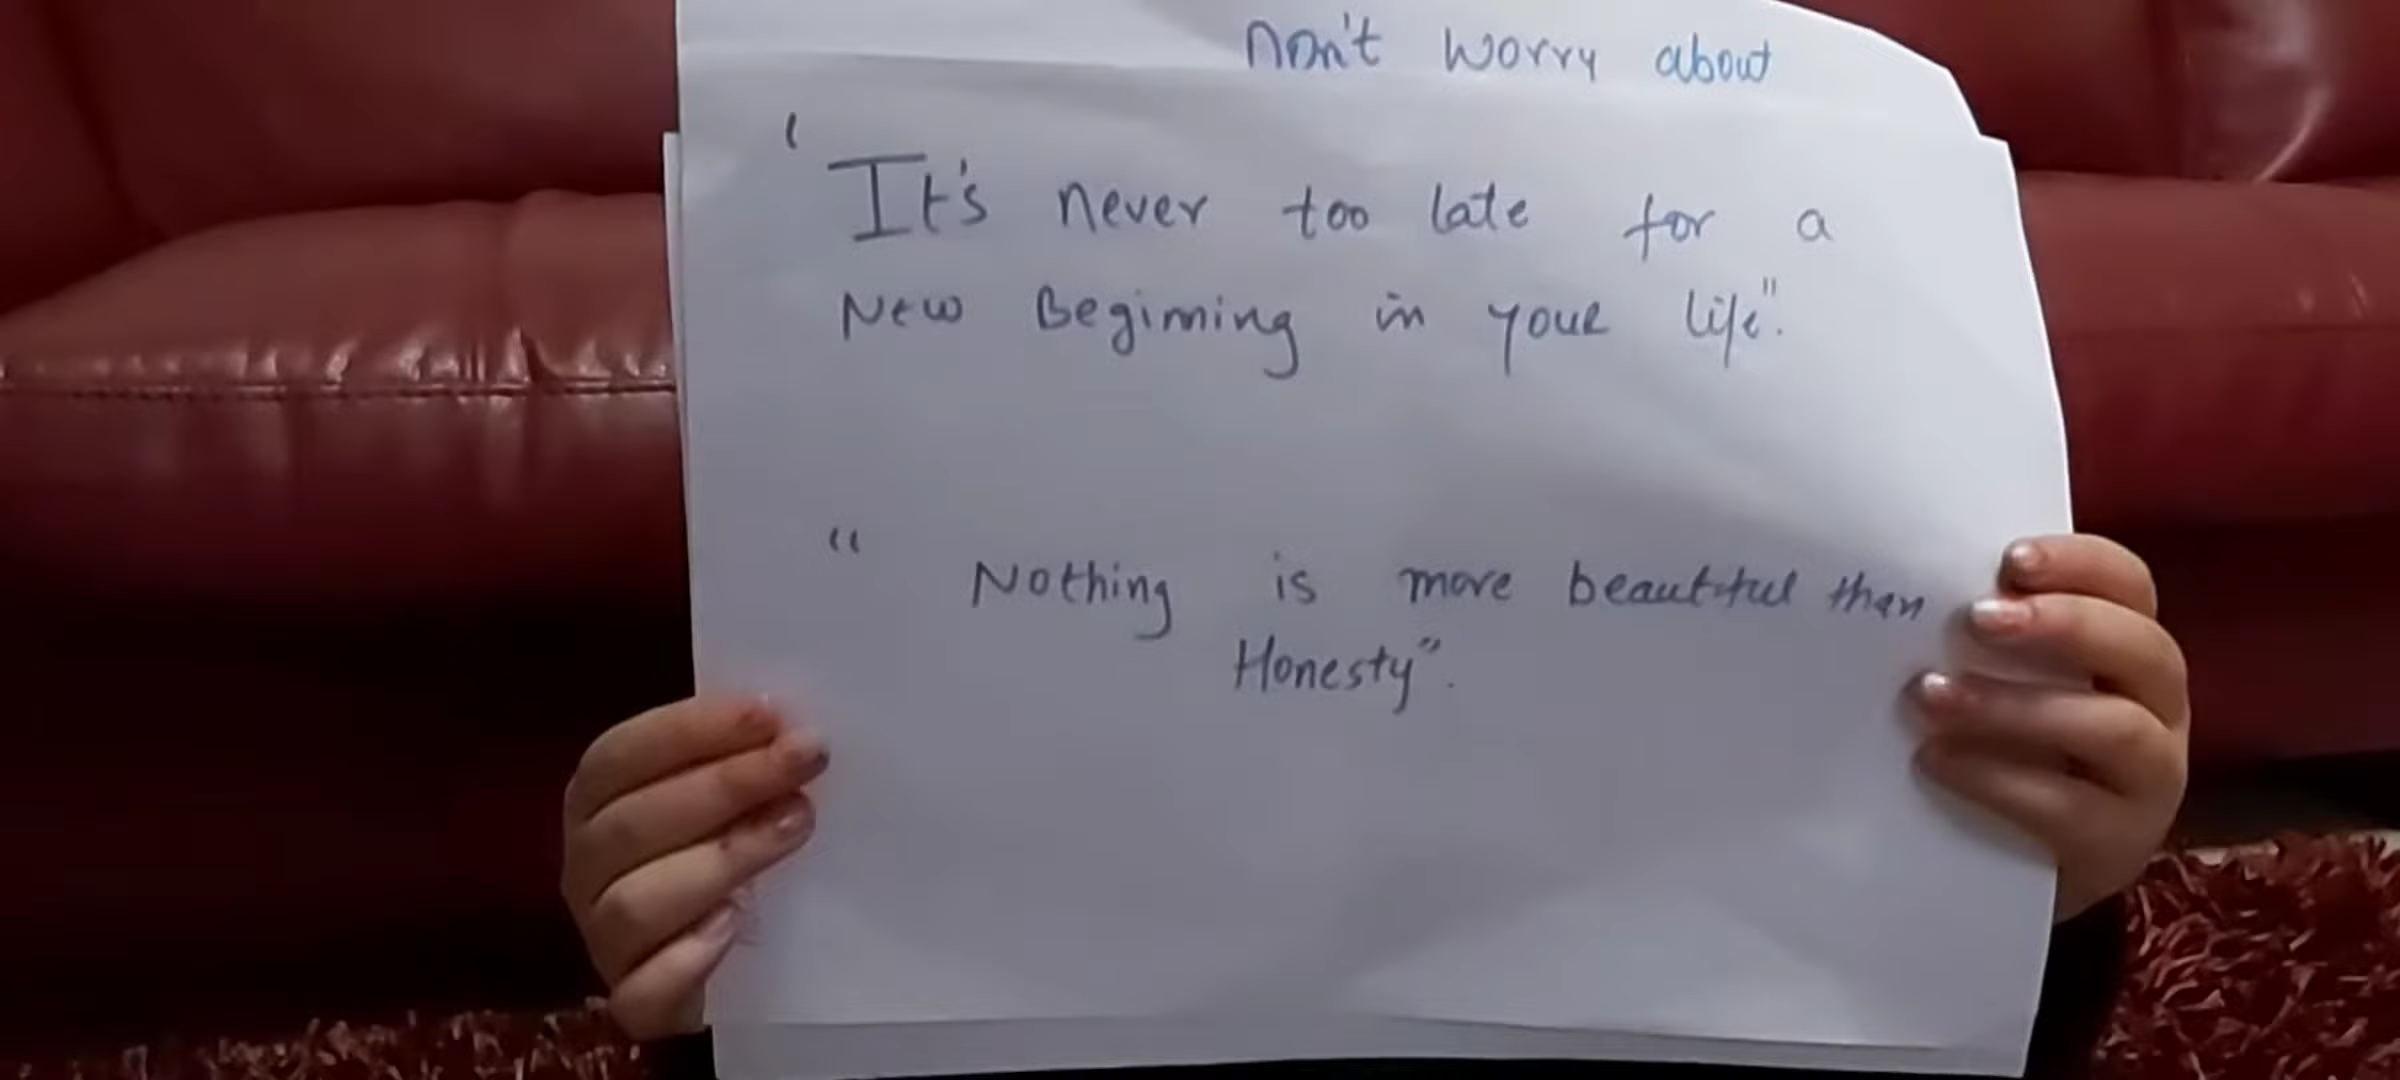 Don't worry about
"It's never too late for a
New Begining in your life".
" Nothing is more beautiful than
Honesty".